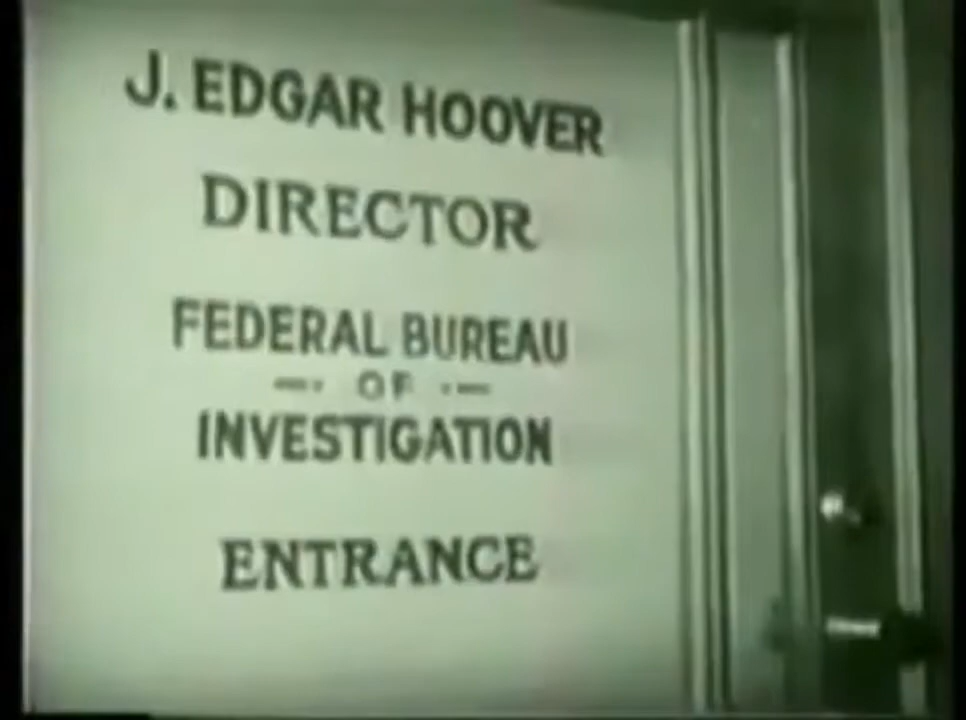 J. EDGAR HOOVER
DIRECTOR
FEDERAL BUREAU
— OF —
INVESTIGATION
ENTRANCE